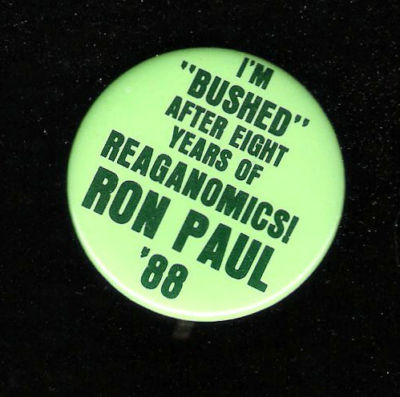 I'M
"BUSHED"
AFTER EIGHT
YEARS OF
REAGANOMICS!
RON PAUL
'88